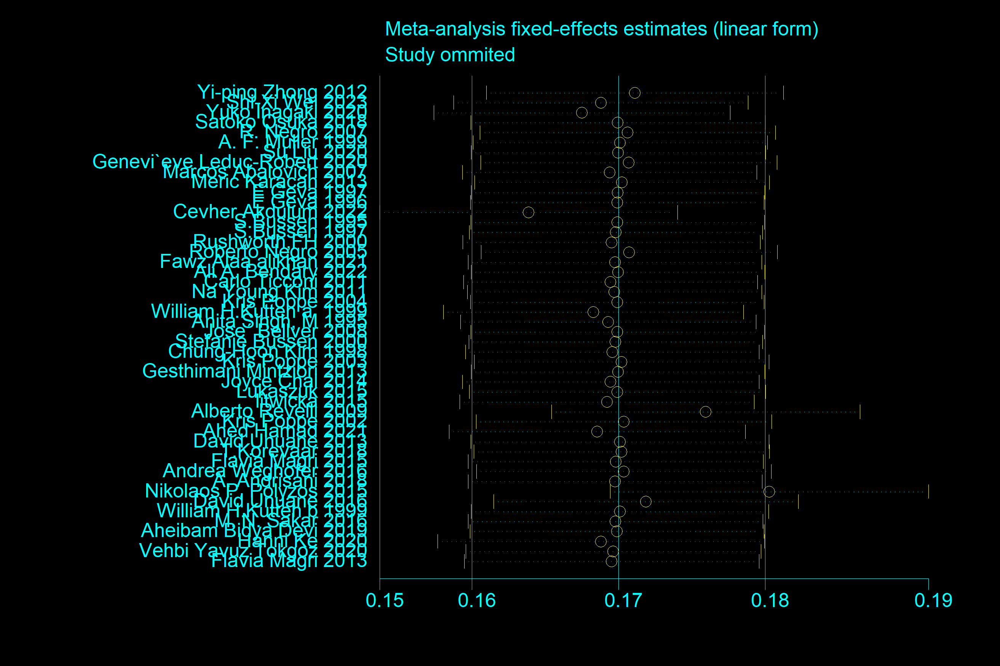 Meta-analysis fixed-effects estimates (linear form)
Study ommited
Yi-ping Zhong 2012
Shi-Xi Wei 2023
Yuko Inagaki 2020
Satoko Osuka 2018
R. Negro 2007
A. F. Muller 1999
Su Liu 2020
Genevi`eve Leduc-Robert 2020
Marcos Abalovich 2007
Meric Karacan 2013
E Geva 1997
E Geva 1996
Cevher Akdulum 2022
S.Bussen 1995
S.Bussen 1997
Rushworth,FH 2000
Roberto Negro 2005
Fawz Alaa alikhan 2021
Ali A. Bendary 2022
Carlo Ticconi 2011
Na Young Kim 2011
Kris Poppe 2004
William H.Kutteh a 1999
Anita Singh, M 1995
Jose Bellver 2008
Stefanie Bussen 2000
Chung-Hoon Kim 1998
Kris Poppe 2003
Gesthimani Mintziori 2013
Joyce Chai 2014
Lukaszuk 2015
2015
Alberto Revelli 2009
Kris Poppe 2002
Ahed Hamad 2021
David Unuane 2013
T.Korevaar 2018
Flavia Magri 2015
Andrea Weghofer 2016
A. Andrisani 2018
Nikolaos P. Polyzos 2015
David Unuane 2016
William H.Kutteh b 1999
M. N. Sakar 2016
Aheibam Bidya Devi 2019
Hanni Ke 2020
Vehbi Yavuz Tokgoz 2020
Flavia Magri 2013
0.15 0.16 0.17 0.18 0.19